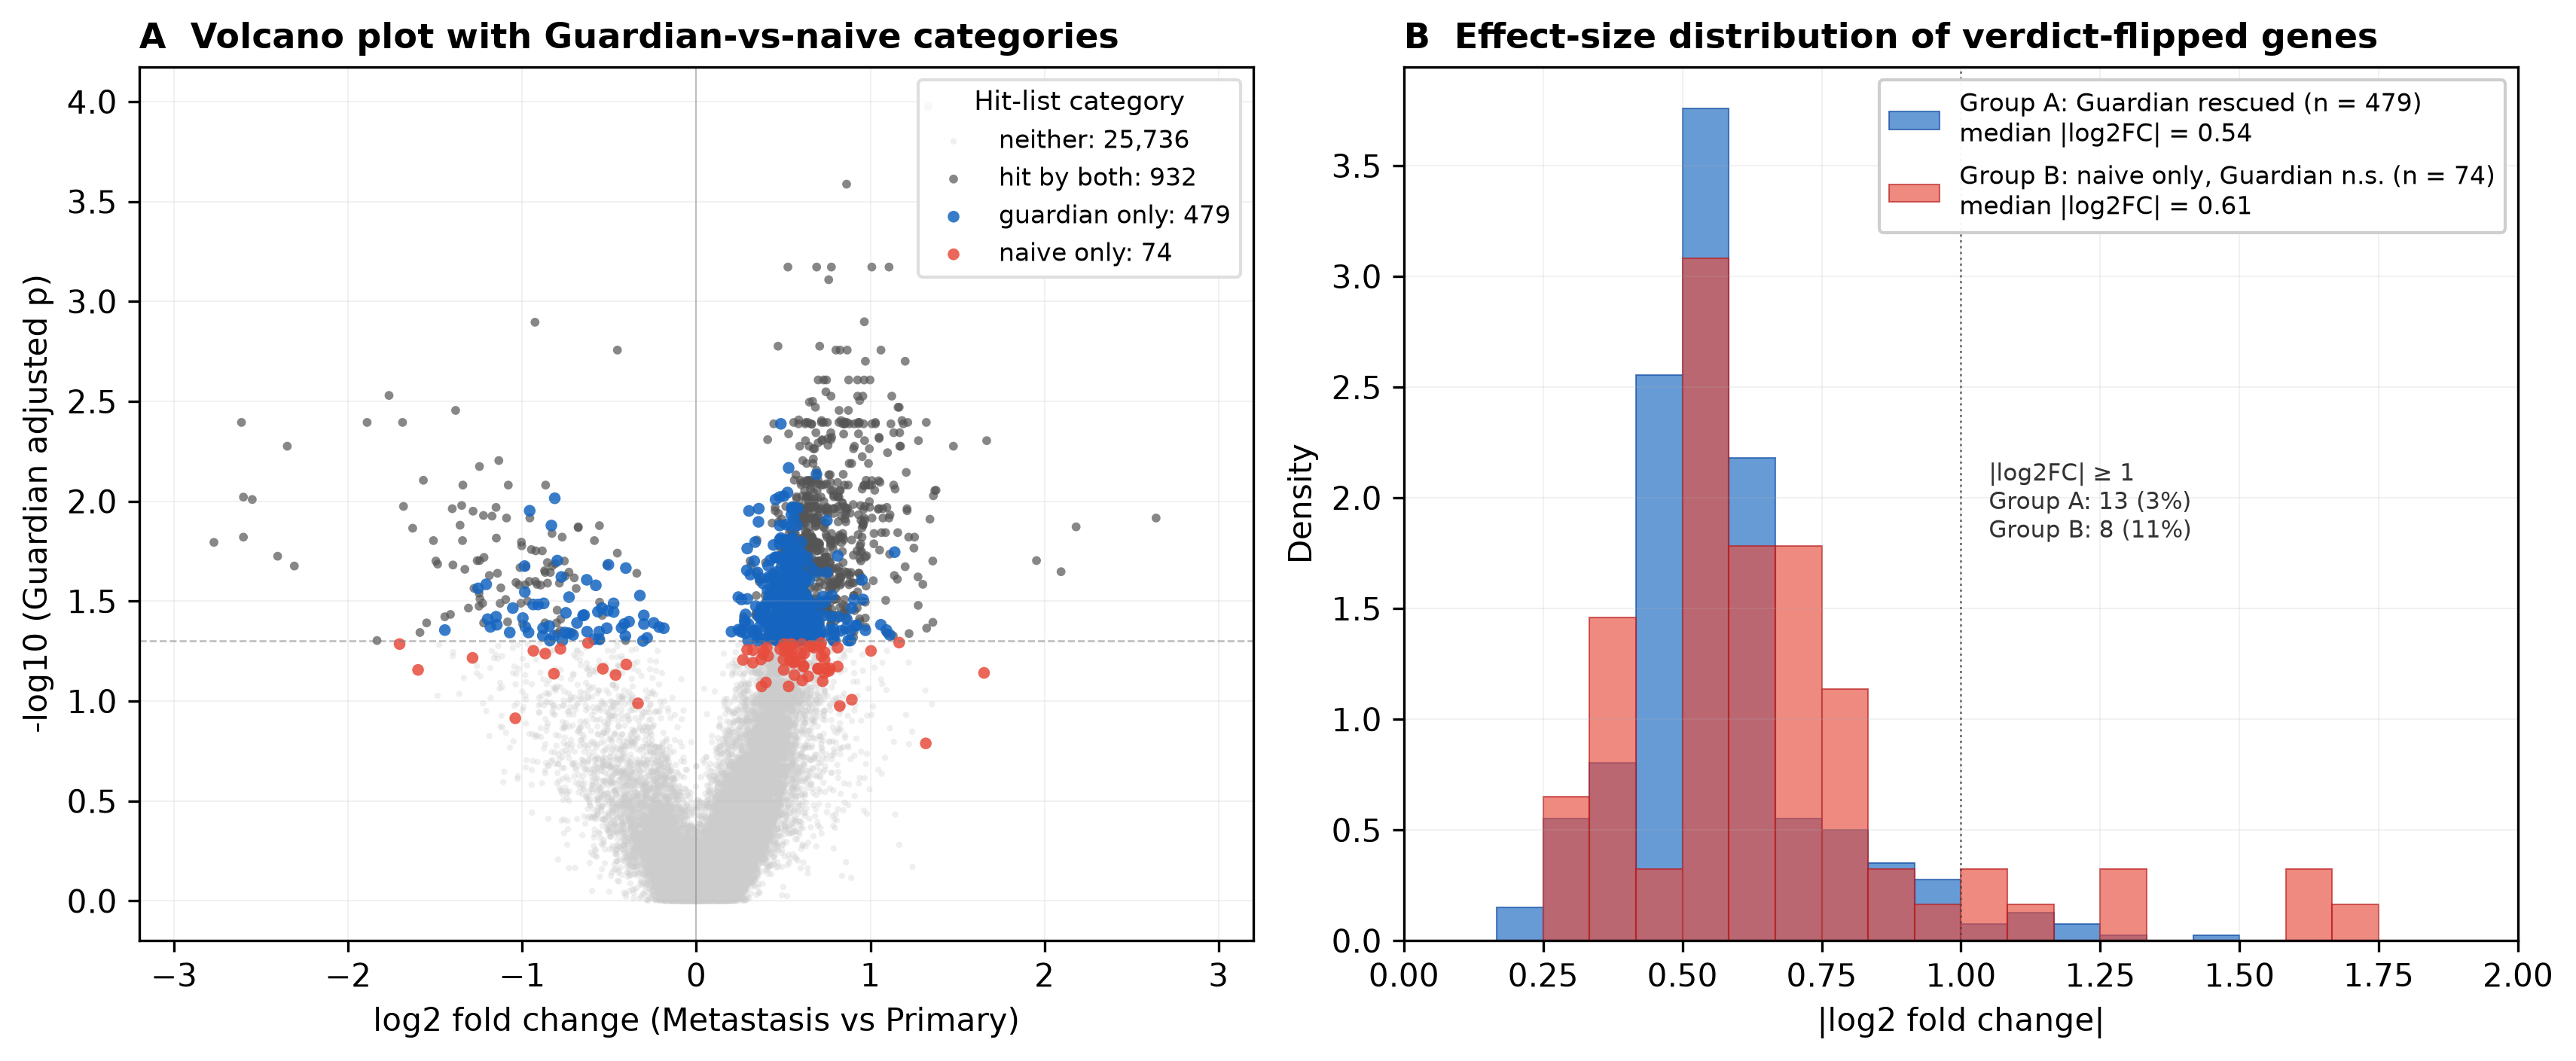 A Volcano plot with Guardian-vs-naive categories
-log10 (Guardian adjusted p)
4.0
3.5
3.0
2.5
2.0
1.5
1.0
0.5
0.0
Hit-list category
neither: 25,736
hit by both: 932
guardian only: 479
naive only: 74
−3
−2
−1
0
1
2
3
log2 fold change (Metastasis vs Primary)
B Effect-size distribution of verdict-flipped genes
Density
3.5
3.0
2.5
2.0
1.5
1.0
0.5
0.0
Group A: Guardian rescued (n = 479)
median |log2FC| = 0.54
Group B: naive only, Guardian n.s. (n = 74)
median |log2FC| = 0.61
|log2FC| ≥ 1
Group A: 13 (3%)
Group B: 8 (11%)
0.00
0.25
0.50
0.75
1.00
1.25
1.50
1.75
2.00
|log2 fold change|